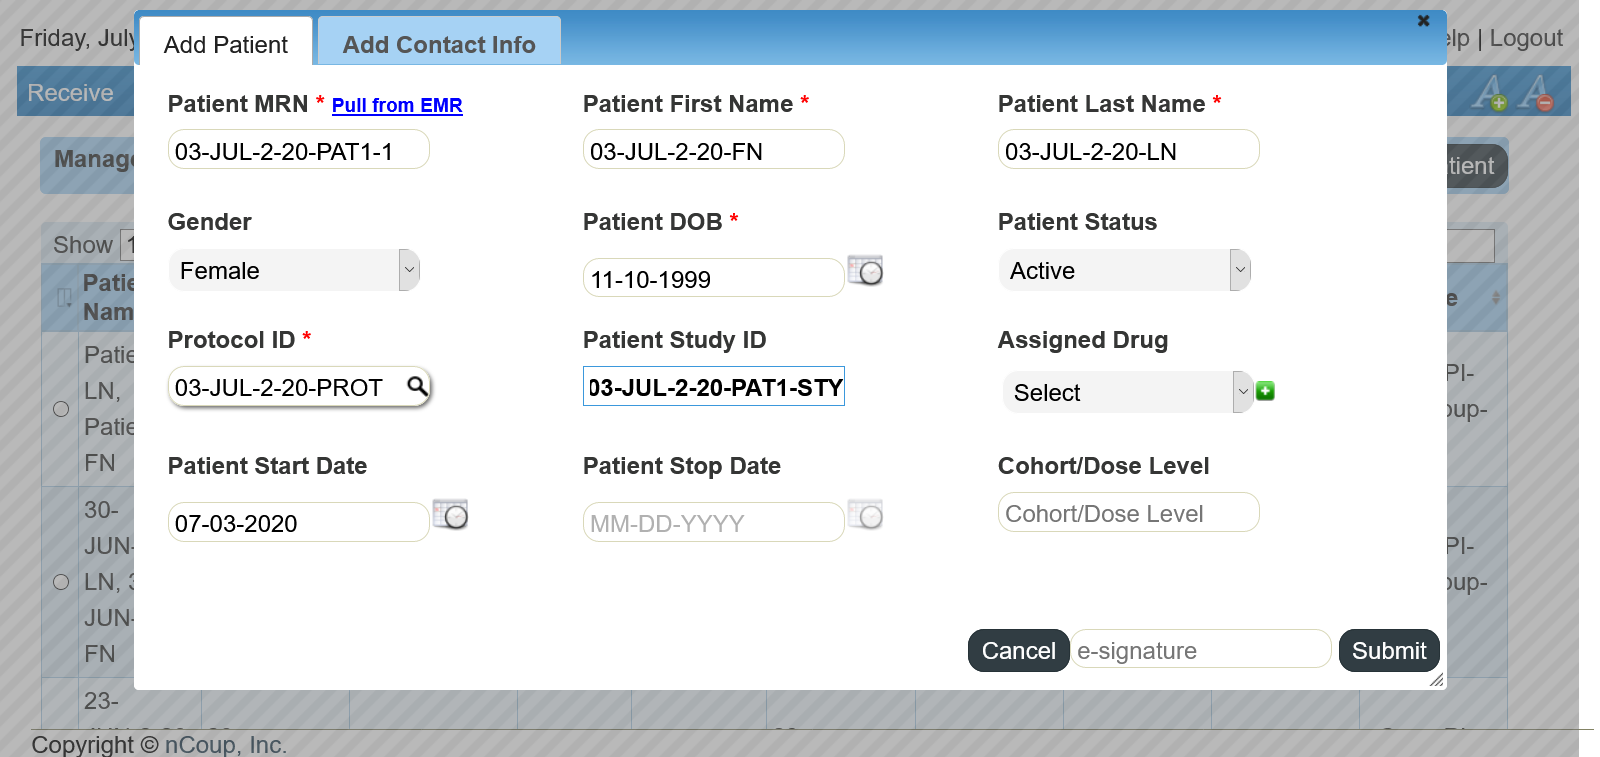 Friday, July
elp | Logout
Add Patient
Add Contact Info
Receive
Patient MRN * Pull from EMR
Patient First Name *
Patient Last Name *
03-JUL-2-20-PAT1-1
03-JUL-2-20-FN
03-JUL-2-20-LN
Manage
tient
Gender
Patient DOB *
Patient Status
Show 1
Female
11-10-1999
Active
Patie
Nam
e
Protocol ID *
Patient Study ID
Assigned Drug
03-JUL-2-20-PROT
03-JUL-2-20-PAT1-STY
Select
Patie
LN,
Patie
FN
PI-
oup-
Patient Start Date
Patient Stop Date
Cohort/Dose Level
07-03-2020
MM-DD-YYYY
Cohort/Dose Level
30-
JUN-
LN, 3
JUN-
FN
PI-
oup-
Cancel
e-signature
Submit
23-
Copyright © nCoup, Inc.